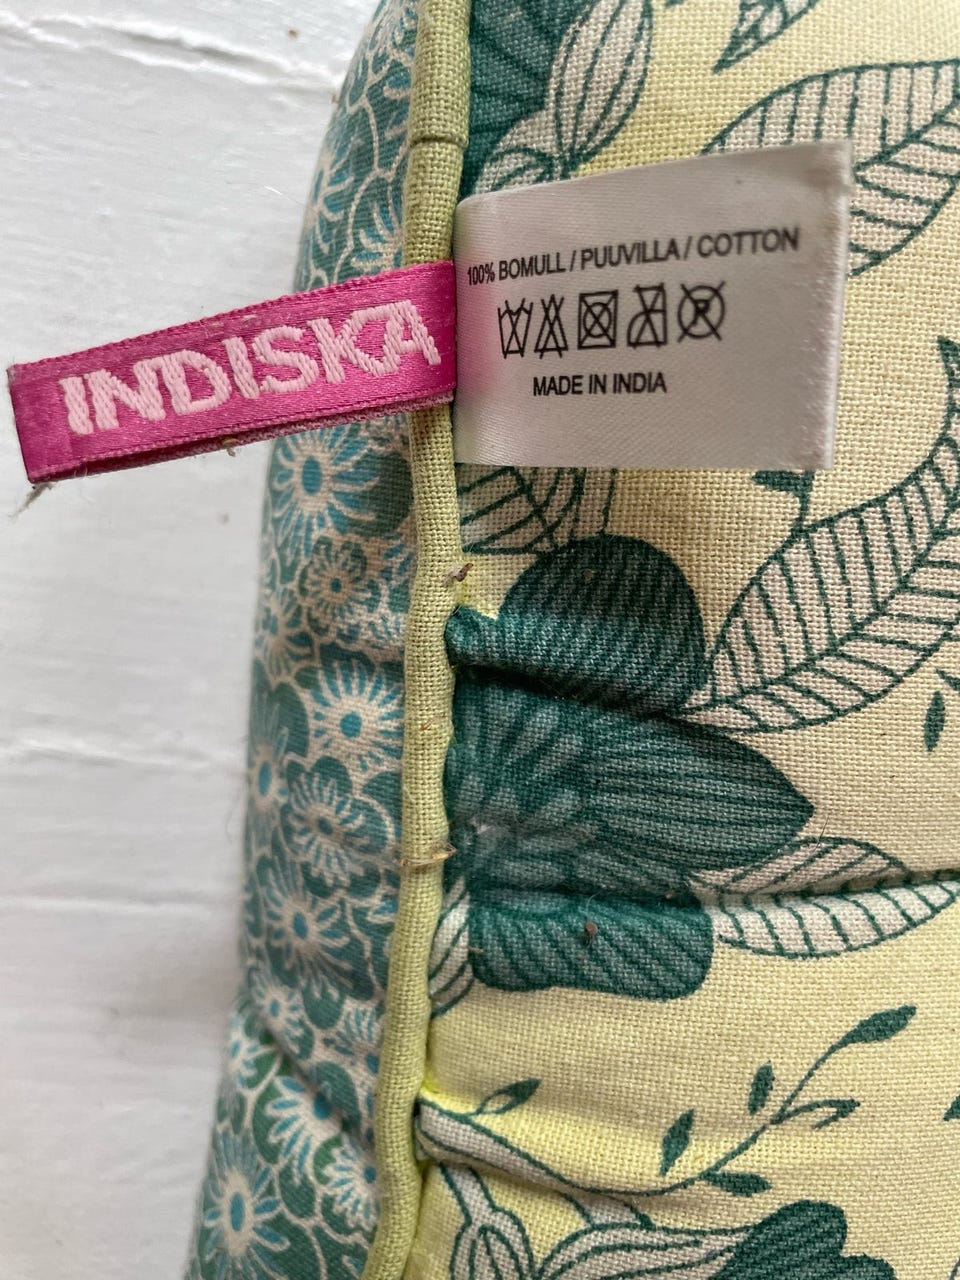 INDISKA
100% BOMULL / PUUVILLA / COTTON
MADE IN INDIA